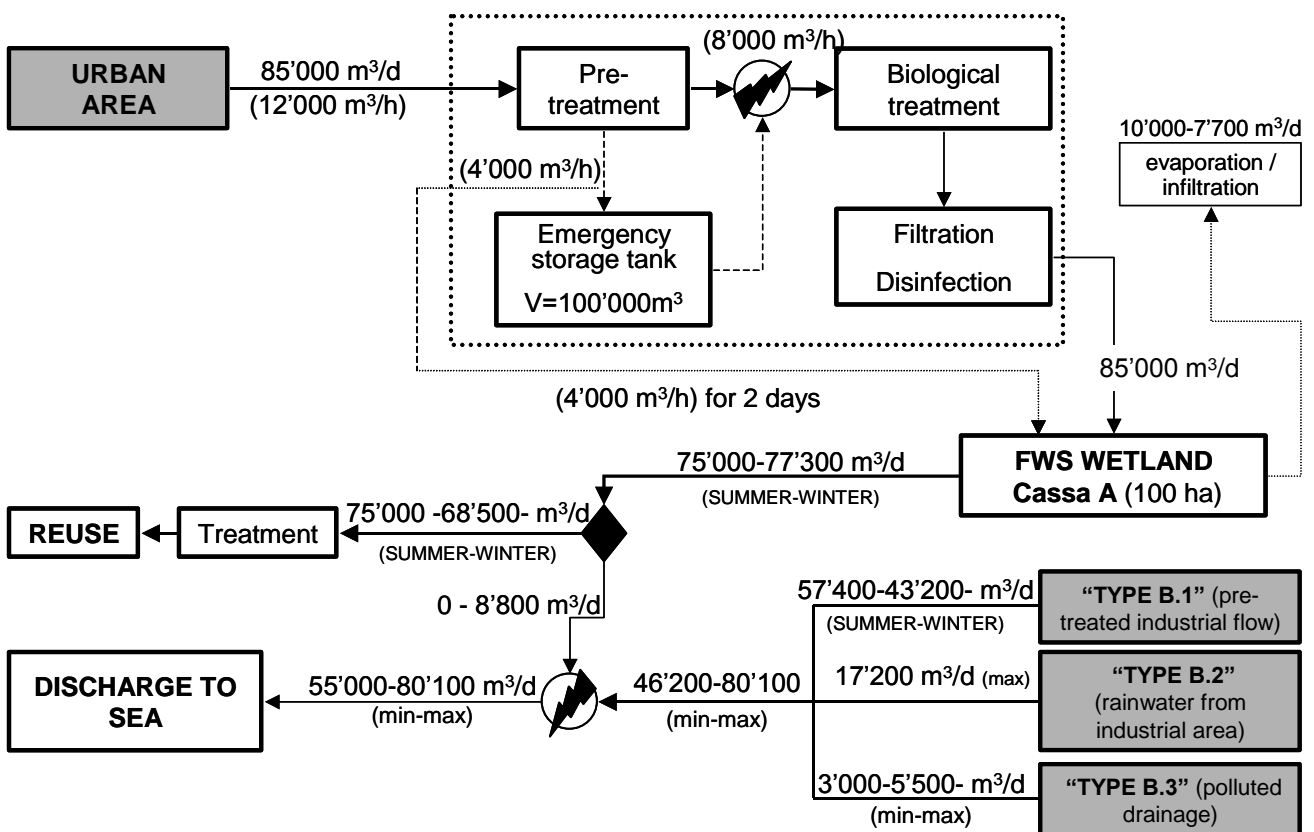 URBAN
AREA
85’000 m³/d
(12’000 m³/h)
Pre-
treatment
(8’000 m³/h)
Biological
treatment
(4’000 m³/h)
Emergency
storage tank
V=100’000m³
Filtration
Disinfection
10’000-7’700 m³/d
evaporation /
infiltration
85’000 m³/d
(4’000 m³/h) for 2 days
FWS WETLAND
Cassa A (100 ha)
75’000-77’300 m³/d
(SUMMER-WINTER)
75’000 -68’500- m³/d
(SUMMER-WINTER)
Treatment
REUSE
0 - 8’800 m³/d
DISCHARGE TO
SEA
55’000-80’100 m³/d
(min-max)
46’200-80’100
(min-max)
57’400-43’200- m³/d
(SUMMER-WINTER)
“TYPE B.1” (pre-
treated industrial flow)
17’200 m³/d (max)
“TYPE B.2”
(rainwater from
industrial area)
3’000-5’500- m³/d
(min-max)
“TYPE B.3” (polluted
drainage)